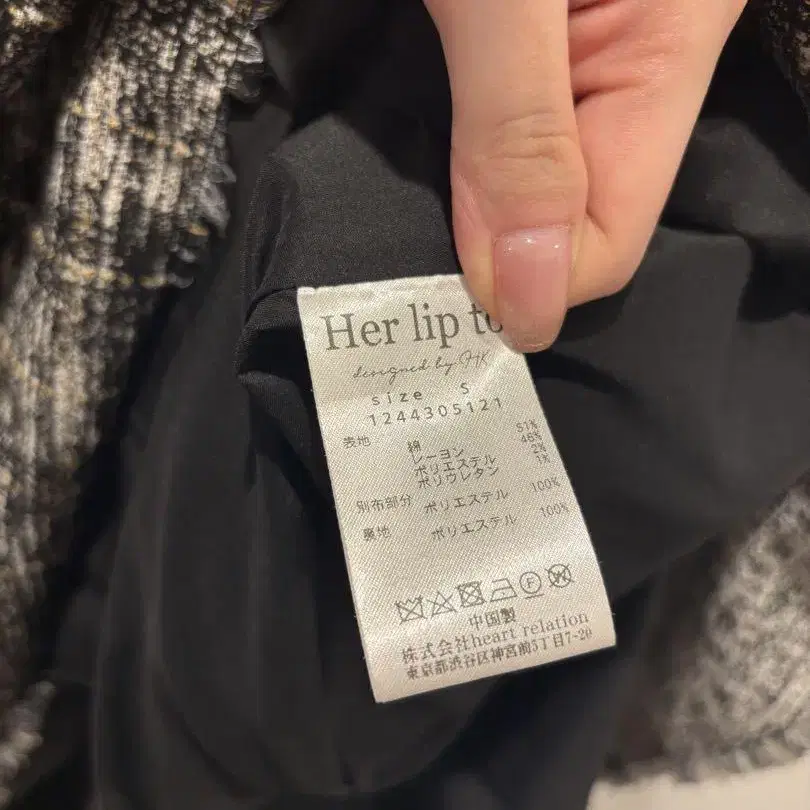 Her lip to
designed by HK
size S
1244305121
表地 綿 51%
レーヨン 46%
ポリエステル 2%
ポリウレタン 1%
別布部分 ポリエステル 100%
裏地 ポリエステル 100%
中国製
株式会社heart relation
東京都渋谷区神宮前5丁目7-20